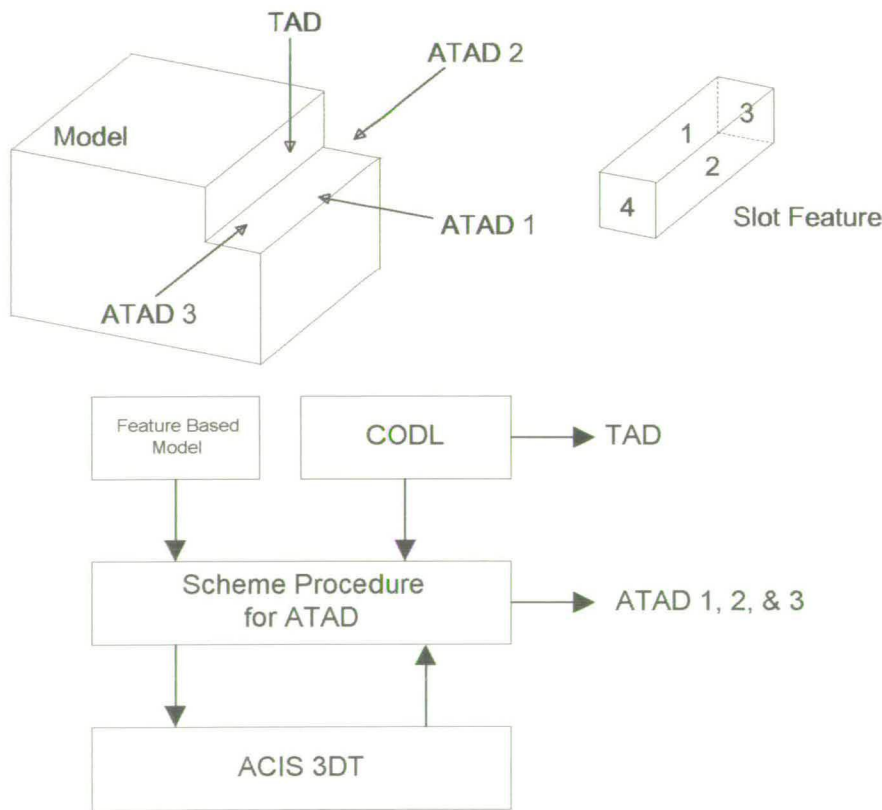 TAD
ATAD 2
Model
1
3
2
4
ATAD 1
Slot Feature
ATAD 3
Feature Based
Model
CODL
TAD
Scheme Procedure
for ATAD
ATAD 1, 2, & 3
ACIS 3DT